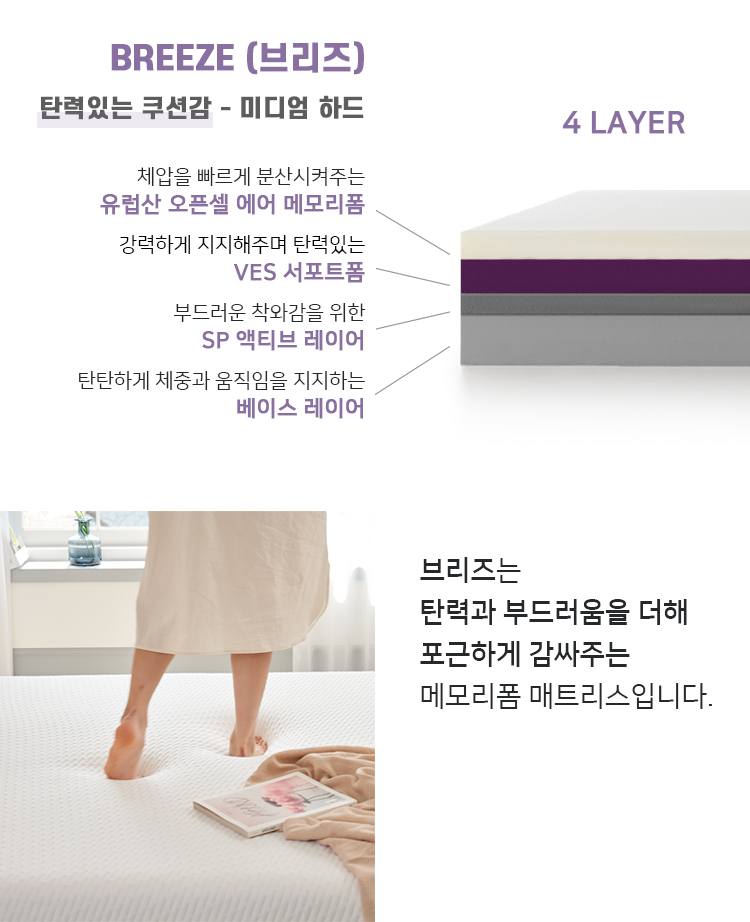 BREEZE (브리즈)
탄력있는 쿠션감 - 미디엄 하드
4 LAYER
체압을 빠르게 분산시켜주는
유럽산 오픈셀 에어 메모리폼
강력하게 지지해주며 탄력있는
VES 서포트폼
부드러운 착와감을 위한
SP 액티브 레이어
탄탄하게 체중과 움직임을 지지하는
베이스 레이어
브리즈는
탄력과 부드러움을 더해
포근하게 감싸주는
메모리폼 매트리스입니다.